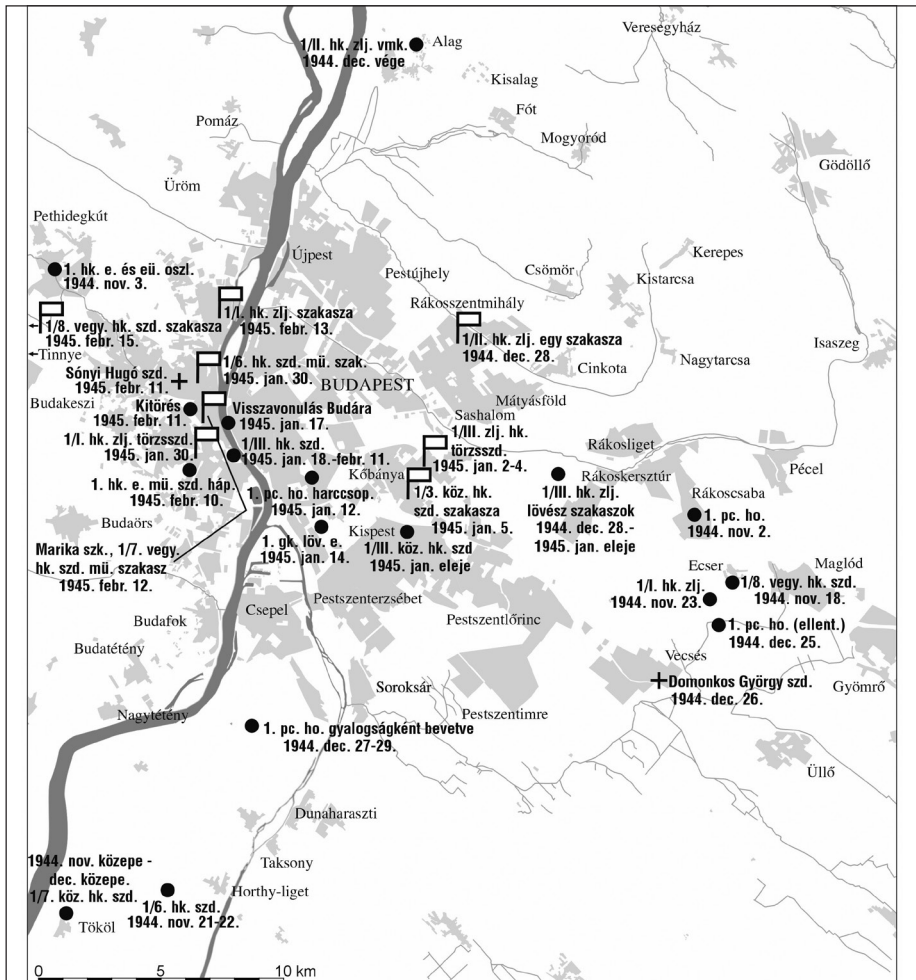 1/II. hk. zlj. vmk.
1944. dec. vége
Alag
Veresegyház
Kisalag
Fót
Pomáz
Mogyoród
Gödöllő
Üröm
Pethidegkút
1. hk. e. és eü. oszl.
1944. nov. 3.
Újpest
Pestújhely
Csömör
Kerepes
Kistarcsa
1/8. vegy. hk. szd. szakasza
1945. febr. 15.
1/I. hk. zlj. szakasza
1945. febr. 13.
Rákosszentmihály
1/II. hk. zlj. egy szakasza
1944. dec. 28.
Isaszeg
Tinnye
Sónyi Hugó szd.
1945. febr. 11.
1/6. hk. szd. mü. szak.
1945. jan. 30.
BUDAPEST
Cinkota
Nagytarcsa
Budakeszi
Kitörés
1945. febr. 11.
Visszavonulás Budára
1945. jan. 17.
Mátyásföld
Sashalom
1/I. hk. zlj. törzsszd.
1945. jan. 30.
1/III. hk. szd.
1945. jan. 18.-febr. 11.
1/III. zlj. hk.
törzsszd.
1945. jan. 2-4.
Rákosliget
Pécel
Kőbánya
Rákoskersztúr
1. hk. e. mü. szd. háp.
1945. febr. 10.
1. pc. ho. harccsop.
1945. jan. 12.
1/3. köz. hk.
szd. szakasza
1945. jan. 5.
1/III. hk. zlj.
lövész szakaszok
1944. dec. 28.-
1945. jan. eleje
Rákoscsaba
1. pc. ho.
1944. nov. 2.
Budaörs
1. gk. löv. e.
1945. jan. 14.
Kispest
1/III. köz. hk. szd
1945. jan. eleje
Marika szk., 1/7. vegy.
hk. szd. mü. szakasz
1945. febr. 12.
Ecser
Maglód
1/I. hk. zlj.
1944. nov. 23.
1/8. vegy. hk. szd.
1944. nov. 18.
Csepel
Pestszenterzsébet
Budafok
Pestszentlőrinc
1. pc. ho. (ellent.)
1944. dec. 25.
Budatétény
Vecsés
Domonkos György szd.
1944. dec. 26.
Gyömrő
Soroksár
Nagytétény
Pestszentimre
1. pc. ho. gyalogságként bevetve
1944. dec. 27-29.
Üllő
Dunaharaszti
Taksony
1944. nov. közepe -
dec. közepe.
1/7. köz. hk. szd.
Horthy-liget
1/6. hk. szd.
1944. nov. 21-22.
Tököl
0 5 10 km